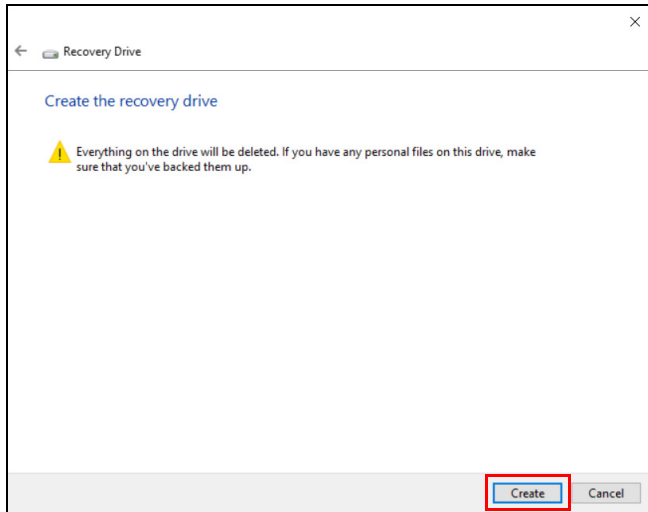 Recovery Drive
Create the recovery drive
Everything on the drive will be deleted. If you have any personal files on this drive, make
sure that you've backed them up.
Create Cancel